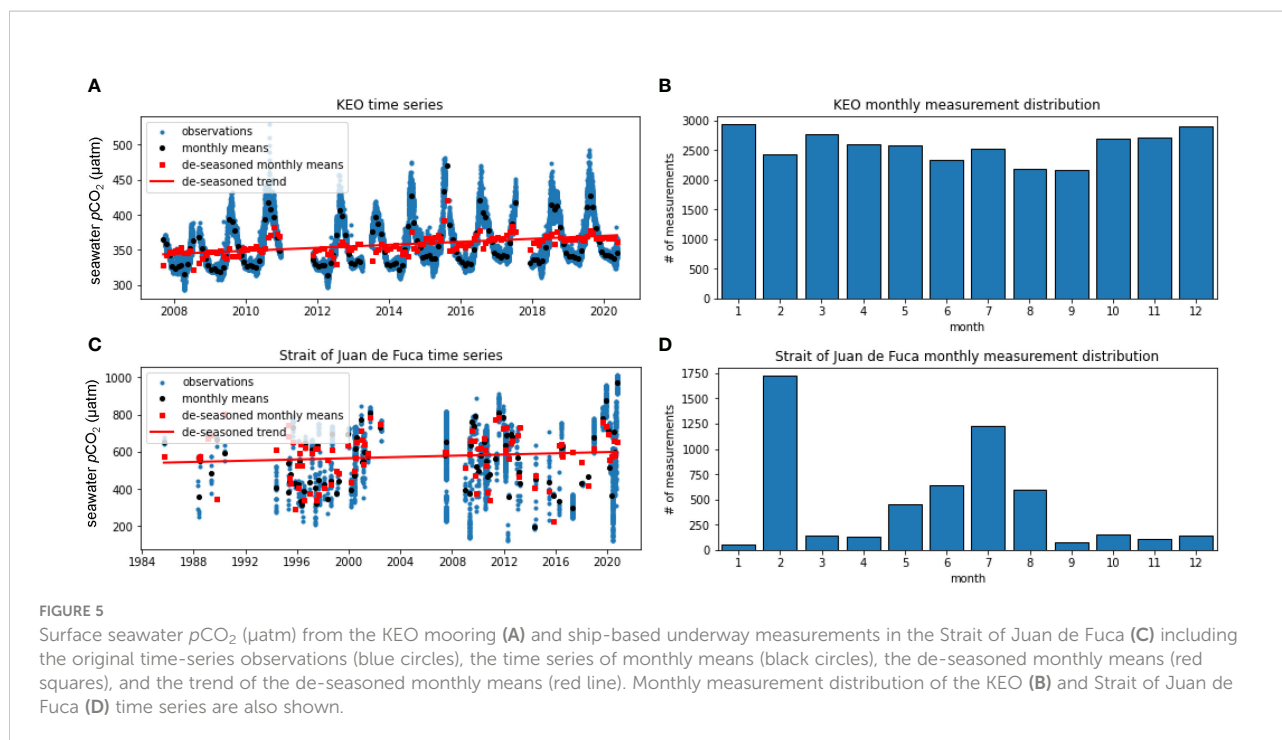 A
KEO time series
observations
monthly means
de-seasoned monthly means
de-seasoned trend
seawater pCO₂ (µatm)
500
450
400
350
300
2008 2010 2012 2014 2016 2018 2020
B
KEO monthly measurement distribution
# of measurements
3000
2500
2000
1500
1000
500
0
1 2 3 4 5 6 7 8 9 10 11 12
month
C
Strait of Juan de Fuca time series
observations
monthly means
de-seasoned monthly means
de-seasoned trend
seawater pCO₂ (µatm)
1000
800
600
400
200
1984 1988 1992 1996 2000 2004 2008 2012 2016 2020
D
Strait of Juan de Fuca monthly measurement distribution
# of measurements
1750
1500
1250
1000
750
500
250
0
1 2 3 4 5 6 7 8 9 10 11 12
month
FIGURE 5
Surface seawater pCO₂ (µatm) from the KEO mooring (A) and ship-based underway measurements in the Strait of Juan de Fuca (C) including
the original time-series observations (blue circles), the time series of monthly means (black circles), the de-seasoned monthly means (red
squares), and the trend of the de-seasoned monthly means (red line). Monthly measurement distribution of the KEO (B) and Strait of Juan de
Fuca (D) time series are also shown.